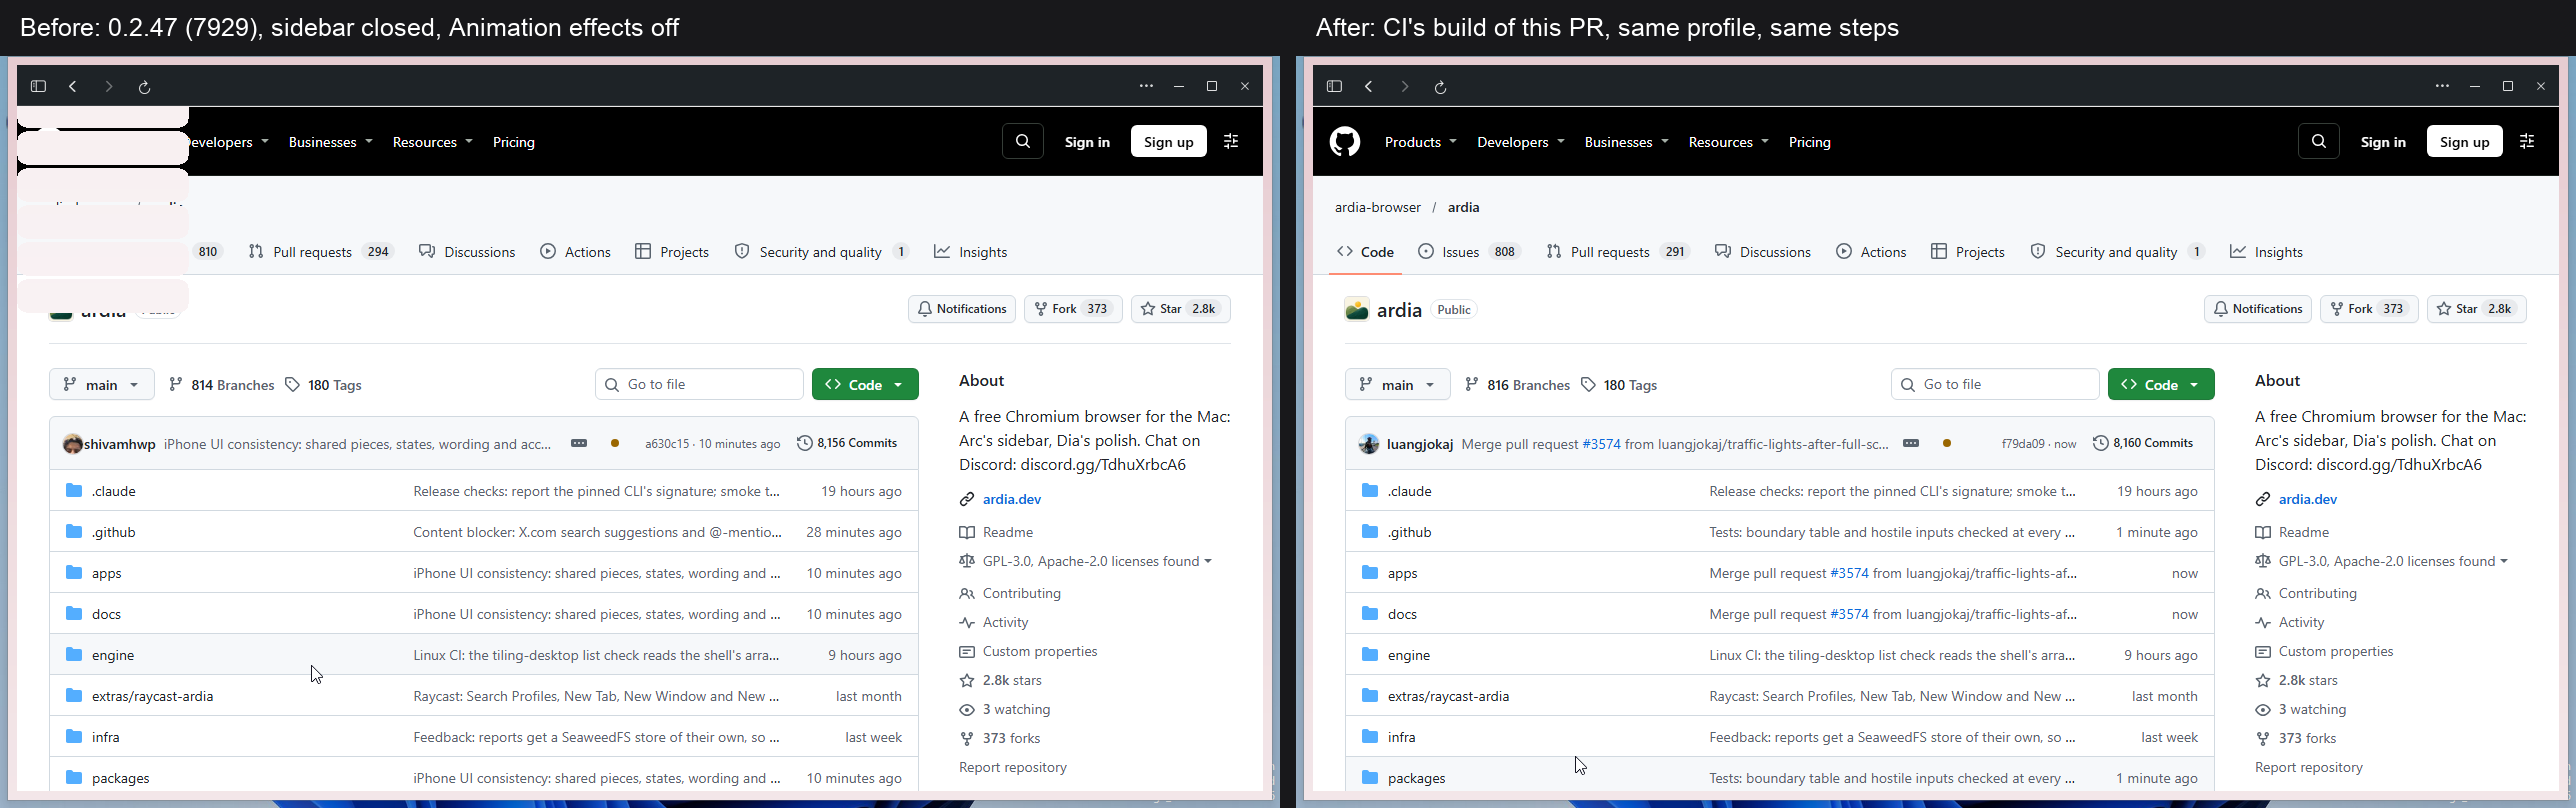 Before: 0.2.47 (7929), sidebar closed, Animation effects off
Developers Businesses Resources Pricing Sign in Sign up
810 Pull requests 294 Discussions Actions Projects Security and quality 1 Insights
ardia Notifications Fork 373 Star 2.8k
main 814 Branches 180 Tags Go to file Code
shivamhwp iPhone UI consistency: shared pieces, states, wording and acc... a630c15 · 10 minutes ago 8,156 Commits
.claude Release checks: report the pinned CLI's signature; smoke t... 19 hours ago
.github Content blocker: X.com search suggestions and @-mentio... 28 minutes ago
apps iPhone UI consistency: shared pieces, states, wording and ... 10 minutes ago
docs iPhone UI consistency: shared pieces, states, wording and ... 10 minutes ago
engine Linux CI: the tiling-desktop list check reads the shell's arra... 9 hours ago
extras/raycast-ardia Raycast: Search Profiles, New Tab, New Window and New ... last month
infra Feedback: reports get a SeaweedFS store of their own, so ... last week
packages iPhone UI consistency: shared pieces, states, wording and ... 10 minutes ago
About
A free Chromium browser for the Mac:
Arc's sidebar, Dia's polish. Chat on
Discord: discord.gg/TdhuXrbcA6
ardia.dev
Readme
GPL-3.0, Apache-2.0 licenses found
Contributing
Activity
Custom properties
2.8k stars
3 watching
373 forks
Report repository
After: CI's build of this PR, same profile, same steps
Products Developers Businesses Resources Pricing Sign in Sign up
ardia-browser / ardia
Code Issues 808 Pull requests 291 Discussions Actions Projects Security and quality 1 Insights
ardia Public Notifications Fork 373 Star 2.8k
main 816 Branches 180 Tags Go to file Code
luangjokaj Merge pull request #3574 from luangjokaj/traffic-lights-after-full-sc... f79da09 · now 8,160 Commits
.claude Release checks: report the pinned CLI's signature; smoke t... 19 hours ago
.github Tests: boundary table and hostile inputs checked at every ... 1 minute ago
apps Merge pull request #3574 from luangjokaj/traffic-lights-af... now
docs Merge pull request #3574 from luangjokaj/traffic-lights-af... now
engine Linux CI: the tiling-desktop list check reads the shell's arra... 9 hours ago
extras/raycast-ardia Raycast: Search Profiles, New Tab, New Window and New ... last month
infra Feedback: reports get a SeaweedFS store of their own, so ... last week
packages Tests: boundary table and hostile inputs checked at every ... 1 minute ago
About
A free Chromium browser for the Mac:
Arc's sidebar, Dia's polish. Chat on
Discord: discord.gg/TdhuXrbcA6
ardia.dev
Readme
GPL-3.0, Apache-2.0 licenses found
Contributing
Activity
Custom properties
2.8k stars
3 watching
373 forks
Report repository